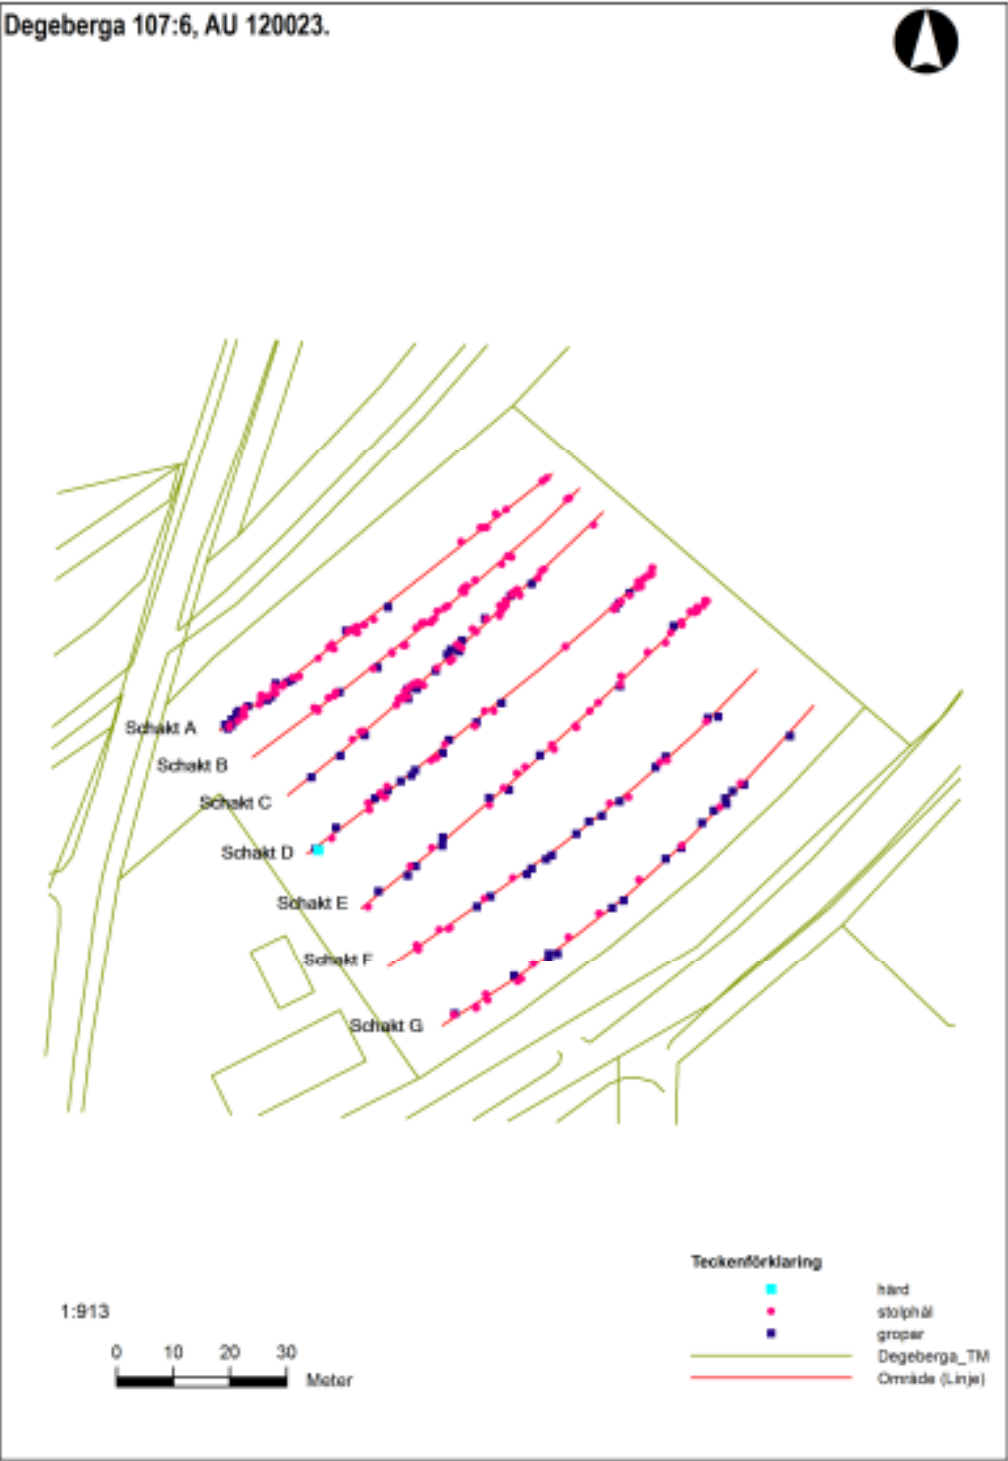 Degeberga 107:6, AU 120023.
Schakt A
Schakt B
Schakt C
Schakt D
Schakt E
Schakt F
Schakt G
Teckenförklaring
härd
stolphål
gropar
Degeberga_TM
Område (Linje)
1:913
0 10 20 30
Meter